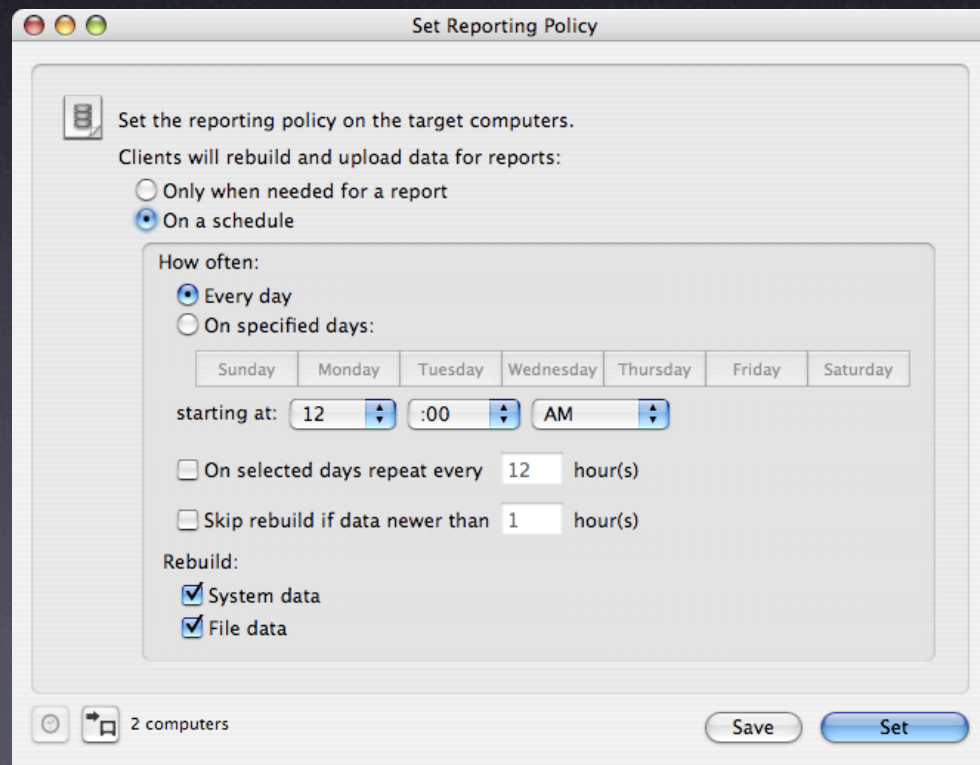 Set Reporting Policy
Set the reporting policy on the target computers.
Clients will rebuild and upload data for reports:
Only when needed for a report
On a schedule
How often:
Every day
On specified days:
Sunday Monday Tuesday Wednesday Thursday Friday Saturday
starting at: 12 :00 AM
On selected days repeat every 12 hour(s)
Skip rebuild if data newer than 1 hour(s)
Rebuild:
System data
File data
2 computers Save Set